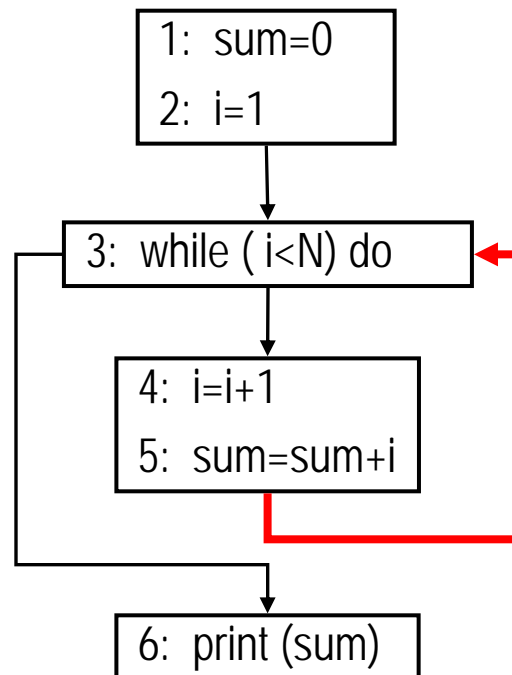 1: sum=0
2: i=1
3: while ( i<N) do
4: i=i+1
5: sum=sum+i
6: print (sum)